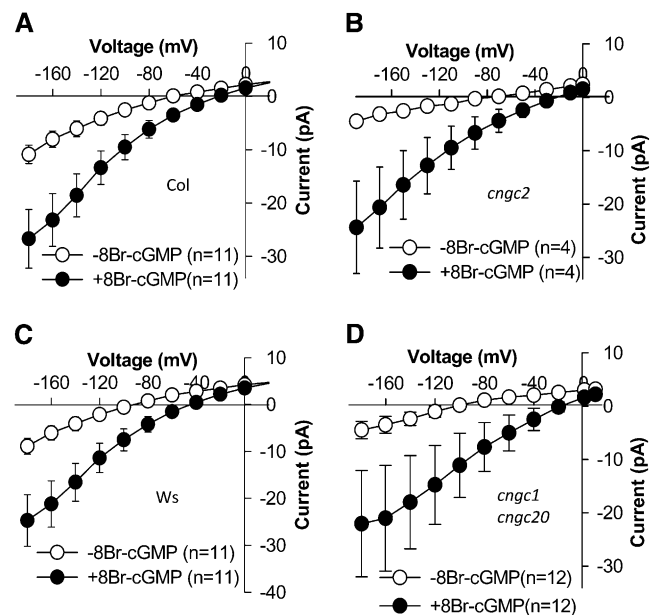 A
Voltage (mV)
-160 -120 -80 -40 0
10
0
-10
-20
-30
Current (pA)
Col
-8Br-cGMP (n=11)
+8Br-cGMP(n=11)
B
Voltage (mV)
-160 -120 -80 -40 0
10
0
-10
-20
-30
Current (pA)
cngc2
-8Br-cGMP (n=4)
+8Br-cGMP (n=4)
C
Voltage (mV)
-160 -120 -80 -40 0
10
0
-10
-20
-30
-40
Current (pA)
Ws
-8Br-cGMP (n=11)
+8Br-cGMP (n=11)
D
Voltage (mV)
-160 -120 -80 -40 0
10
0
-10
-20
-30
Current (pA)
cngc1
cngc20
-8Br-cGMP(n=12)
+8Br-cGMP(n=12)